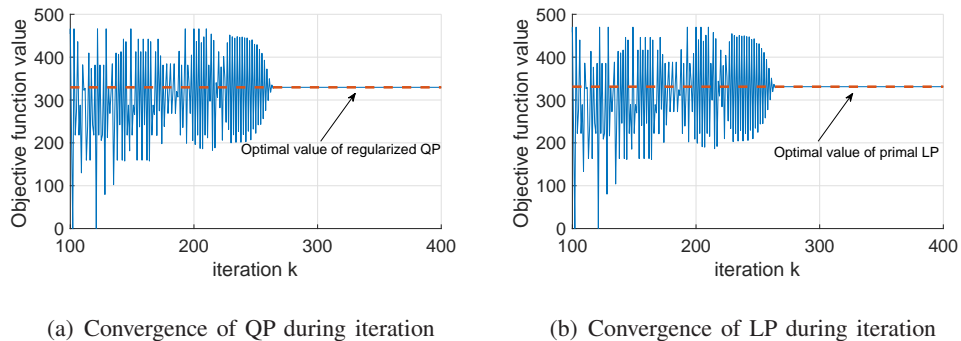 Objective function value
500
400
300
200
100
0
Optimal value of regularized QP
100
200
300
400
iteration k
(a) Convergence of QP during iteration
Objective function value
500
400
300
200
100
0
Optimal value of primal LP
100
200
300
400
iteration k
(b) Convergence of LP during iteration